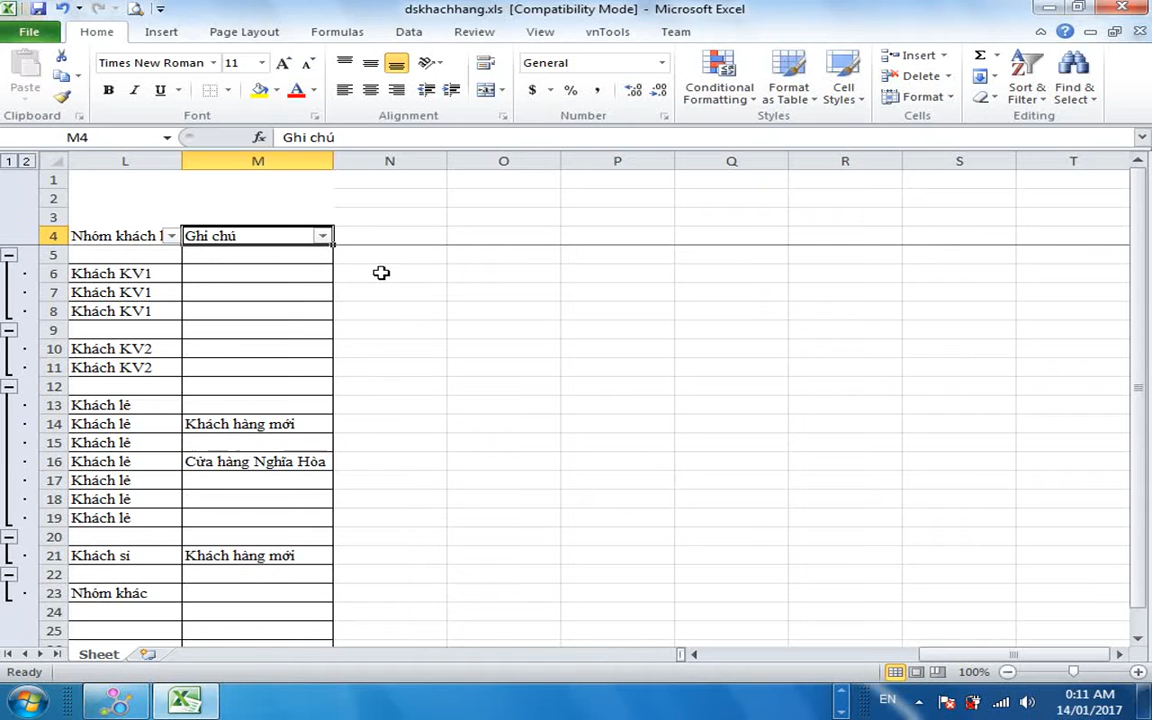 dskhachhang.xls [Compatibility Mode] - Microsoft Excel
File Home Insert Page Layout Formulas Data Review View vnTools Team
Paste
Clipboard
Times New Roman 11
B I U
Font
Alignment
General
$ % ,
Number
Conditional Formatting
Format as Table
Cell Styles
Styles
Insert
Delete
Format
Cells
Sort & Filter
Find & Select
Editing
M4 fx Ghi chú
1 2 L M N O P Q R S T
1
2
3
4 Nhóm khách Ghi chú
5
6 Khách KV1
7 Khách KV1
8 Khách KV1
9
10 Khách KV2
11 Khách KV2
12
13 Khách lẻ
14 Khách lẻ Khách hàng mới
15 Khách lẻ
16 Khách lẻ Cửa hàng Nghĩa Hòa
17 Khách lẻ
18 Khách lẻ
19 Khách lẻ
20
21 Khách sỉ Khách hàng mới
22
23 Nhóm khác
24
25
Sheet
Ready 100%
EN 0:11 AM
14/01/2017